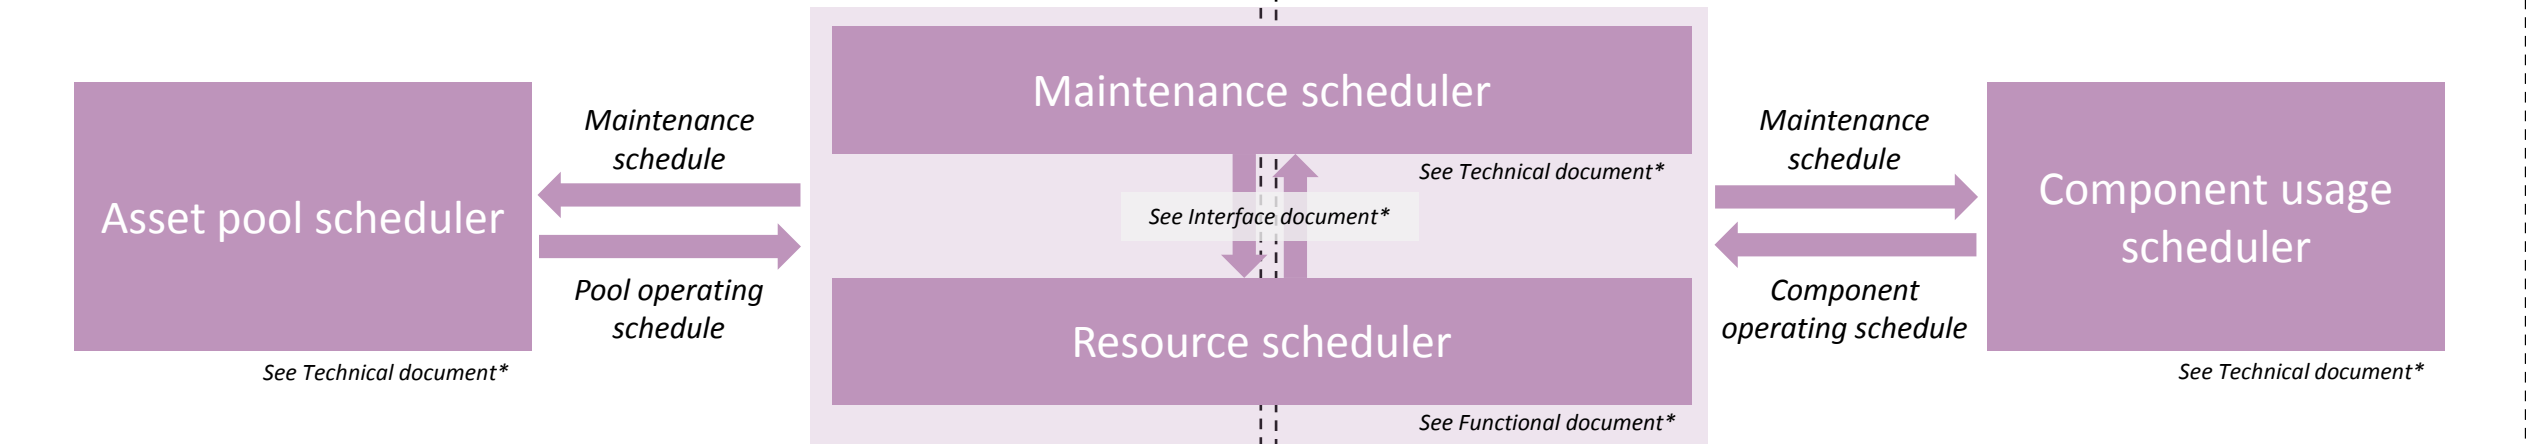 Asset pool scheduler
See Technical document*
Maintenance
schedule
Pool operating
schedule
Maintenance scheduler
See Technical document*
See Interface document*
Resource scheduler
See Functional document*
Maintenance
schedule
Component
operating schedule
Component usage
scheduler
See Technical document*